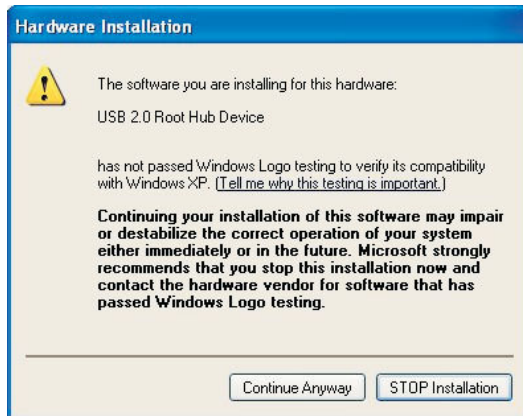 Hardware Installation
The software you are installing for this hardware:
USB 2.0 Root Hub Device
has not passed Windows Logo testing to verify its compatibility
with Windows XP. (Tell me why this testing is important.)
Continuing your installation of this software may impair
or destabilize the correct operation of your system
either immediately or in the future. Microsoft strongly
recommends that you stop this installation now and
contact the hardware vendor for software that has
passed Windows Logo testing.
Continue Anyway
STOP Installation